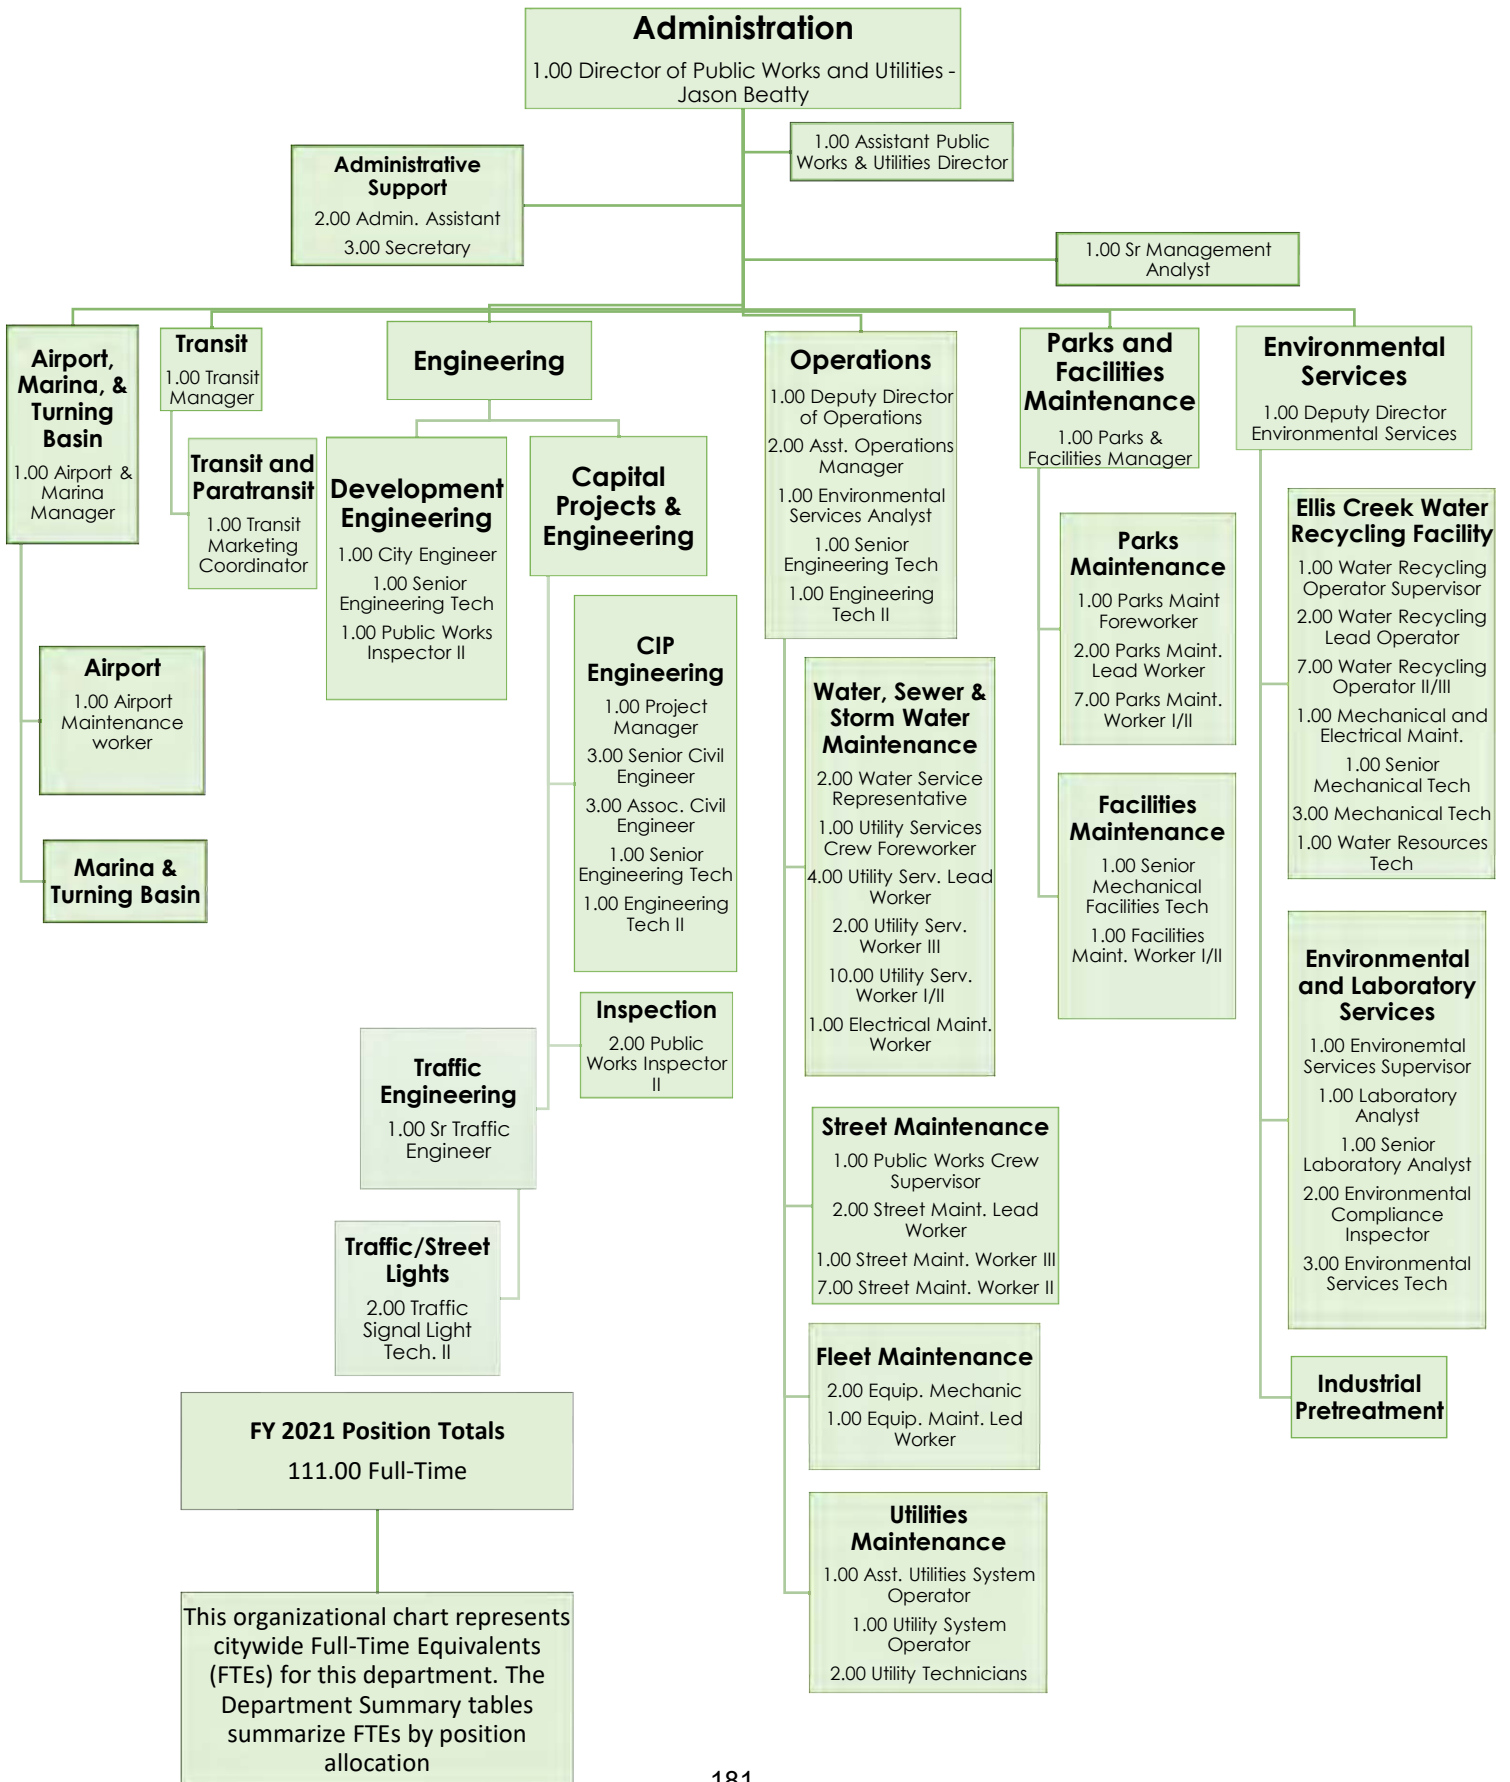 Administration
1.00 Director of Public Works and Utilities -
Jason Beatty
1.00 Assistant Public
Works & Utilities Director
Administrative
Support
2.00 Admin. Assistant
3.00 Secretary
1.00 Sr Management
Analyst
Airport,
Marina, &
Turning
Basin
1.00 Airport &
Marina
Manager
Airport
1.00 Airport
Maintenance
worker
Marina &
Turning Basin
Transit
1.00 Transit
Manager
Transit and
Paratransit
1.00 Transit
Marketing
Coordinator
Engineering
Development
Engineering
1.00 City Engineer
1.00 Senior
Engineering Tech
1.00 Public Works
Inspector II
Capital
Projects &
Engineering
CIP
Engineering
1.00 Project
Manager
3.00 Senior Civil
Engineer
3.00 Assoc. Civil
Engineer
1.00 Senior
Engineering Tech
1.00 Engineering
Tech II
Inspection
2.00 Public
Works Inspector
II
Traffic
Engineering
1.00 Sr Traffic
Engineer
Traffic/Street
Lights
2.00 Traffic
Signal Light
Tech. II
Operations
1.00 Deputy Director
of Operations
2.00 Asst. Operations
Manager
1.00 Environmental
Services Analyst
1.00 Senior
Engineering Tech
1.00 Engineering
Tech II
Water, Sewer &
Storm Water
Maintenance
2.00 Water Service
Representative
1.00 Utility Services
Crew Foreworker
4.00 Utility Serv. Lead
Worker
2.00 Utility Serv.
Worker III
10.00 Utility Serv.
Worker I/II
1.00 Electrical Maint.
Worker
Street Maintenance
1.00 Public Works Crew
Supervisor
2.00 Street Maint. Lead
Worker
1.00 Street Maint. Worker III
7.00 Street Maint. Worker II
Fleet Maintenance
2.00 Equip. Mechanic
1.00 Equip. Maint. Led
Worker
Utilities
Maintenance
1.00 Asst. Utilities System
Operator
1.00 Utility System
Operator
2.00 Utility Technicians
Parks and
Facilities
Maintenance
1.00 Parks &
Facilities Manager
Parks
Maintenance
1.00 Parks Maint
Foreworker
2.00 Parks Maint.
Lead Worker
7.00 Parks Maint.
Worker I/II
Facilities
Maintenance
1.00 Senior
Mechanical
Facilities Tech
1.00 Facilities
Maint. Worker I/II
Environmental
Services
1.00 Deputy Director
Environmental Services
Ellis Creek Water
Recycling Facility
1.00 Water Recycling
Operator Supervisor
2.00 Water Recycling
Lead Operator
7.00 Water Recycling
Operator II/III
1.00 Mechanical and
Electrical Maint.
1.00 Senior
Mechanical Tech
3.00 Mechanical Tech
1.00 Water Resources
Tech
Environmental
and Laboratory
Services
1.00 Environemtal
Services Supervisor
1.00 Laboratory
Analyst
1.00 Senior
Laboratory Analyst
2.00 Environmental
Compliance
Inspector
3.00 Environmental
Services Tech
Industrial
Pretreatment
FY 2021 Position Totals
111.00 Full-Time
This organizational chart represents
citywide Full-Time Equivalents
(FTEs) for this department. The
Department Summary tables
summarize FTEs by position
allocation
181